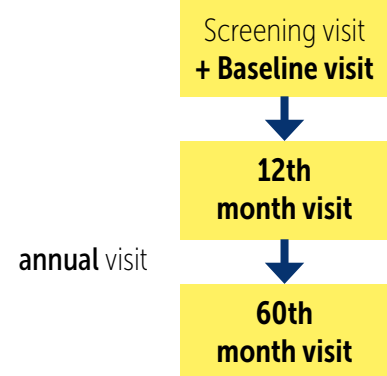 Screening visit
+ Baseline visit
12th
month visit
annual visit
60th
month visit